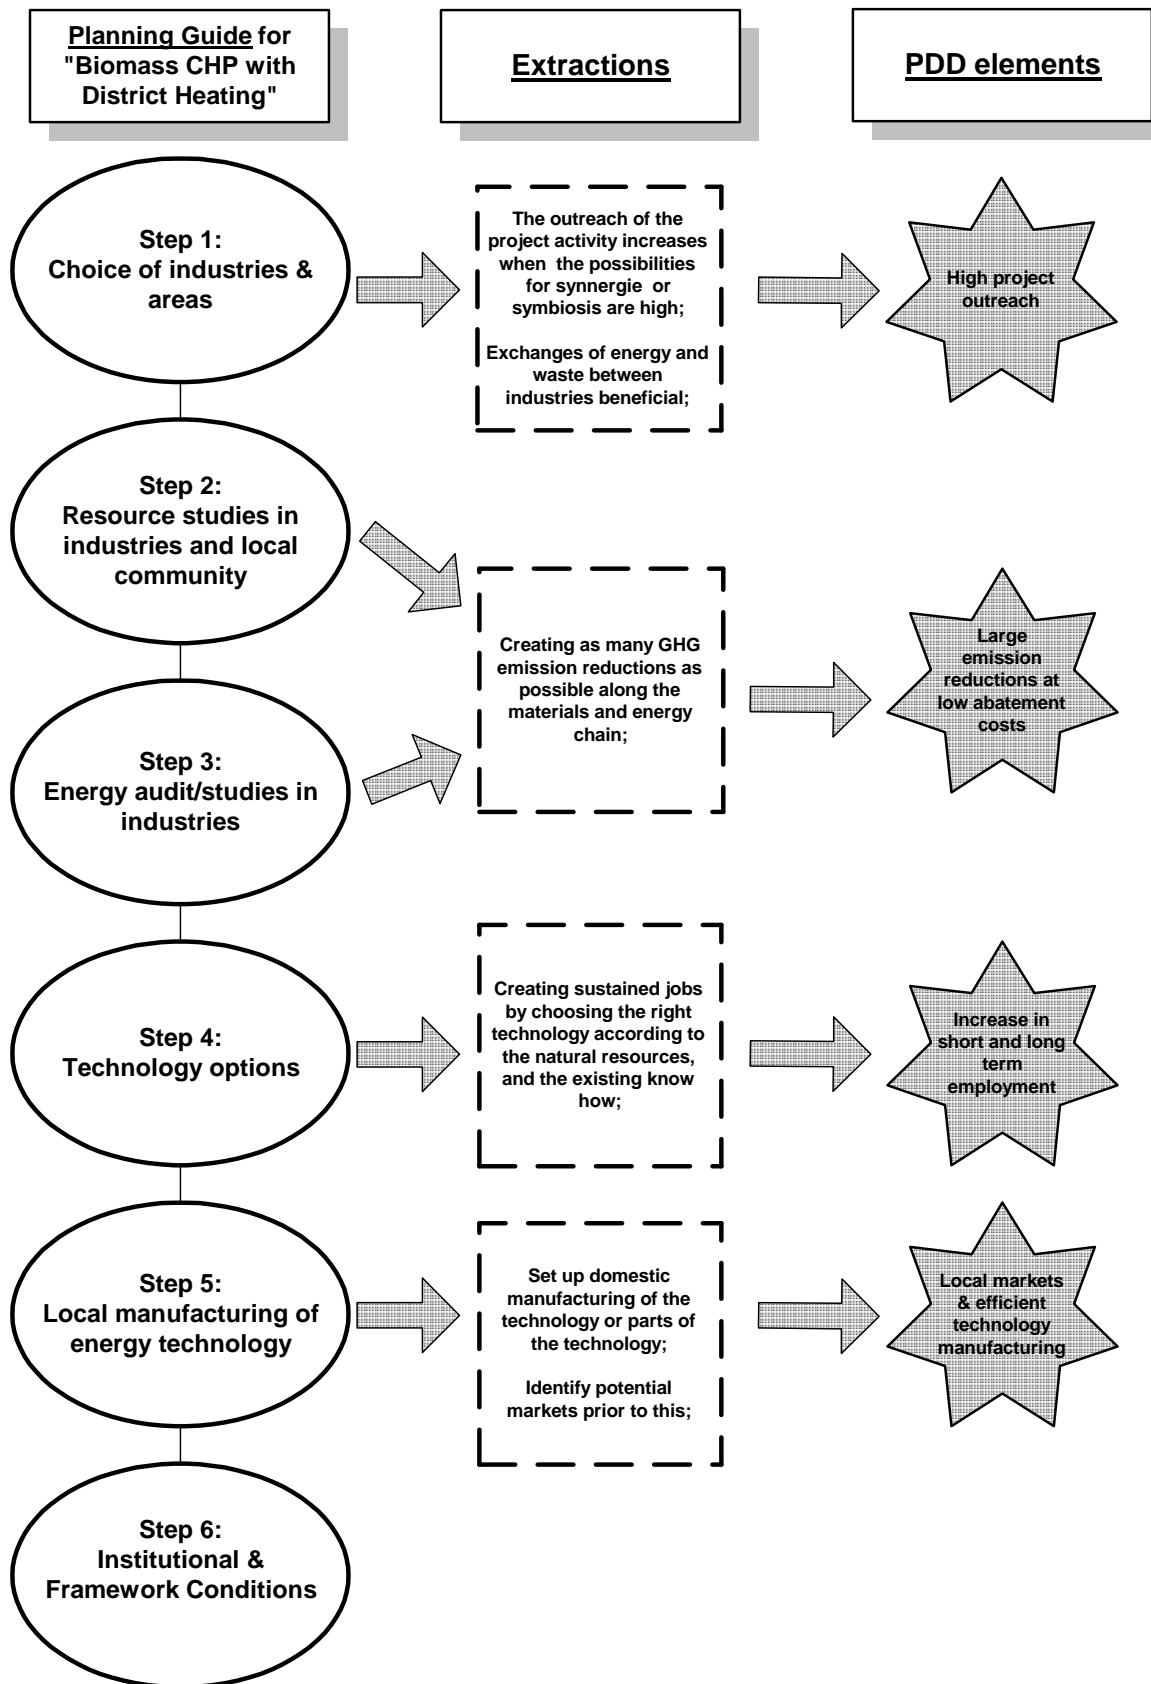 Planning Guide for
"Biomass CHP with
District Heating"
Extractions
PDD elements
Step 1:
Choice of industries &
areas
The outreach of the
project activity increases
when the possibilities
for synnergie or
symbiosis are high;
Exchanges of energy and
waste between
industries beneficial;
High project
outreach
Step 2:
Resource studies in
industries and local
community
Creating as many GHG
emission reductions as
possible along the
materials and energy
chain;
Large
emission
reductions at
low abatement
costs
Step 3:
Energy audit/studies in
industries
Step 4:
Technology options
Creating sustained jobs
by choosing the right
technology according to
the natural resources,
and the existing know
how;
Increase in
short and long
term
employment
Step 5:
Local manufacturing of
energy technology
Set up domestic
manufacturing of the
technology or parts of
the technology;
Identify potential
markets prior to this;
Local markets
& efficient
technology
manufacturing
Step 6:
Institutional &
Framework Conditions